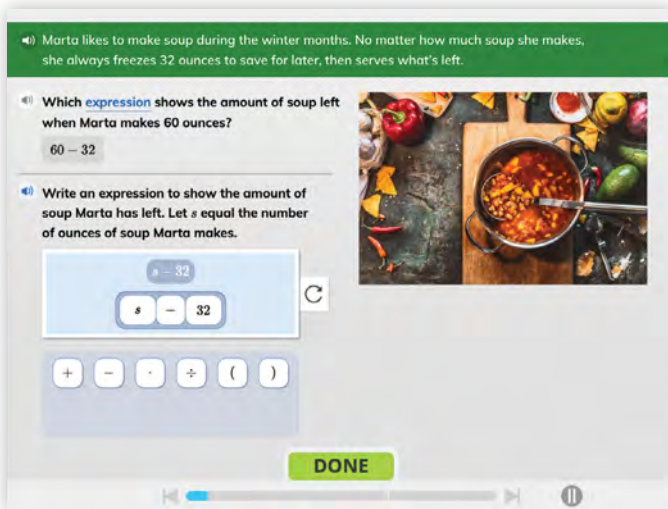 Marta likes to make soup during the winter months. No matter how much soup she makes,
she always freezes 32 ounces to save for later, then serves what's left.
Which expression shows the amount of soup left
when Marta makes 60 ounces?
60 − 32
Write an expression to show the amount of
soup Marta has left. Let s equal the number
of ounces of soup Marta makes.
s − 32
s − 32
+ − · ÷ ( )
DONE